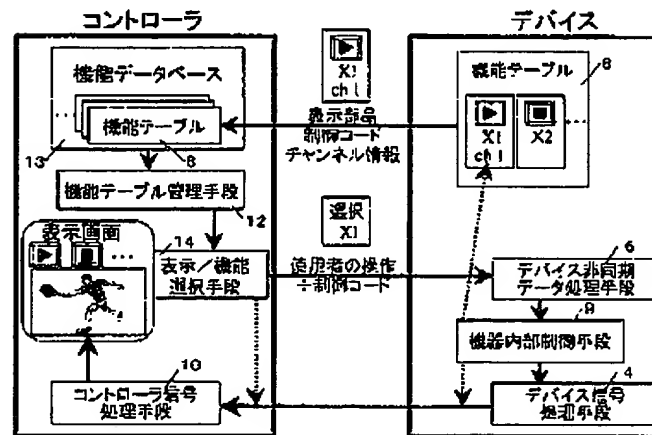 コントローラ
デバイス
機能データベース
…
機能テーブル
13
8
機能テーブル管理手段
12
表示画面
…
14
表示／機能
選択手段
10
コントローラ信号
処理手段
X1
ch1
表示部品
制御コード
チャンネル情報
選択
X1
使用者の操作
＋制御コード
機能テーブル
8
X1
ch1
X2
…
6
デバイス非同期
データ処理手段
9
機器内部制御手段
4
デバイス信号
処理手段